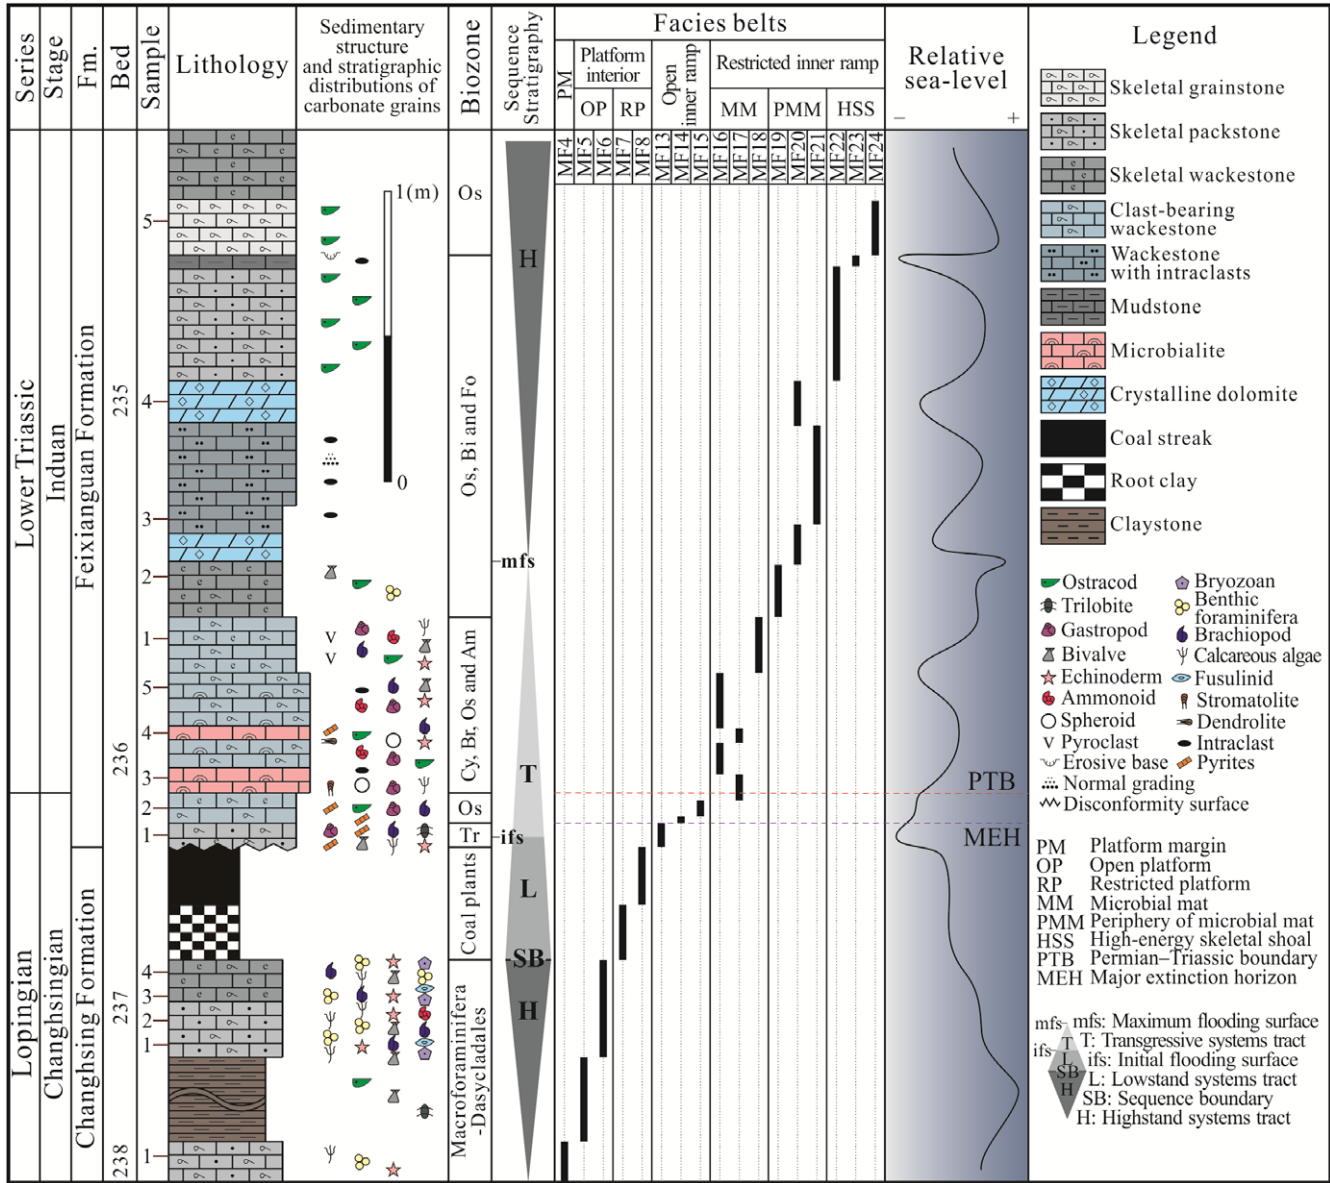 Series
Stage
Fm.
Bed
Sample
Lithology
Sedimentary
structure
and stratigraphic
distributions of
carbonate grains
Biozone
Sequence
Stratigraphy
Facies belts
PM
Platform
interior
OP
RP
Open
inner ramp
Restricted inner ramp
MM
PMM
HSS
MF4
MF5
MF6
MF7
MF8
MF13
MF14
MF15
MF16
MF17
MF18
MF19
MF20
MF21
MF22
MF23
MF24
Relative
sea-level
− +
Lower Triassic
Lopingian
Induan
Changhsingian
Feixianguan Formation
Changhsing Formation
235
236
237
238
5
4
3
2
1
5
4
3
2
1
4
3
2
1
1
1(m)
0
V
V
Os
Os, Bi and Fo
Cy, Br, Os and Am
Os
Tr
Coal plants
Macroforaminifera
-Dasycladales
H
mfs
T
ifs
L
SB
H
PTB
MEH
Legend
Skeletal grainstone
Skeletal packstone
Skeletal wackestone
Clast-bearing
wackestone
Wackestone
with intraclasts
Mudstone
Microbialite
Crystalline dolomite
Coal streak
Root clay
Claystone
Ostracod
Bryozoan
Trilobite
Benthic
foraminifera
Gastropod
Brachiopod
Bivalve
Calcareous algae
Echinoderm
Fusulinid
Ammonoid
Stromatolite
Spheroid
Dendrolite
V Pyroclast
Intraclast
Erosive base
Pyrites
Normal grading
Disconformity surface
PM Platform margin
OP Open platform
RP Restricted platform
MM Microbial mat
PMM Periphery of microbial mat
HSS High-energy skeletal shoal
PTB Permian–Triassic boundary
MEH Major extinction horizon
mfs
T
ifs
L
SB
H
mfs: Maximum flooding surface
T: Transgressive systems tract
ifs: Initial flooding surface
L: Lowstand systems tract
SB: Sequence boundary
H: Highstand systems tract